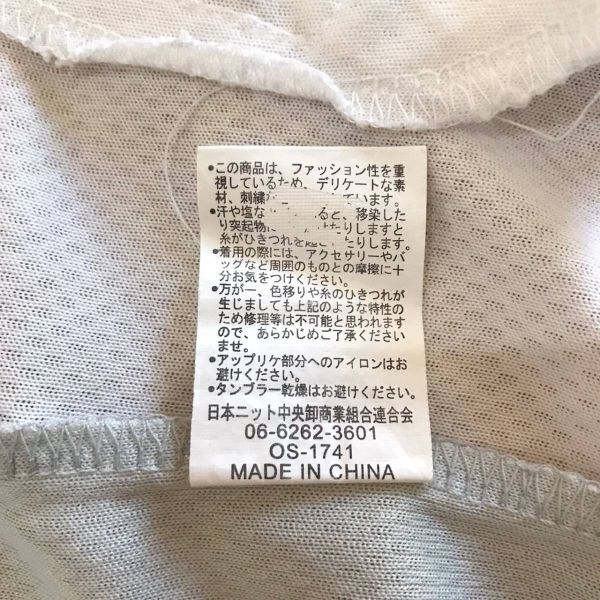 ●この商品は、ファッション性を重
視しているため、デリケートな素
材、刺繍 ています。
●汗や塩な ると、移染した
り突起物に たりしますと
糸がひきつれを たりします。
●着用の際には、アクセサリーやバ
ッグなど周囲のものとの摩擦に十
分お気をつけください。
●万が一、色移りや糸のひきつれが
生じましても上記のような特性の
ため修理等は不可能と思われます
ので、あらかじめご了承ください
ませ。
●アップリケ部分へのアイロンはお
避けください。
●タンブラー乾燥はお避けください。
日本ニット中央卸商業組合連合会
06-6262-3601
OS-1741
MADE IN CHINA